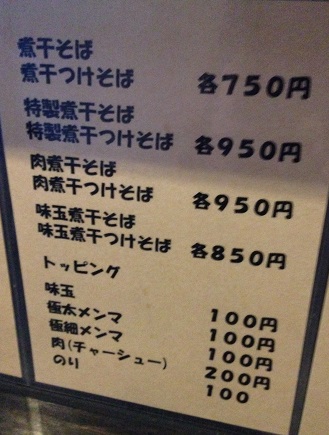 煮干そば
煮干つけそば 各750円
特製煮干そば
特製煮干つけそば 各950円
肉煮干そば
肉煮干つけそば 各950円
味玉煮干そば
味玉煮干つけそば 各850円
トッピング
味玉 100円
極太メンマ 100円
極細メンマ 100円
肉(チャーシュー) 200円
のり 100